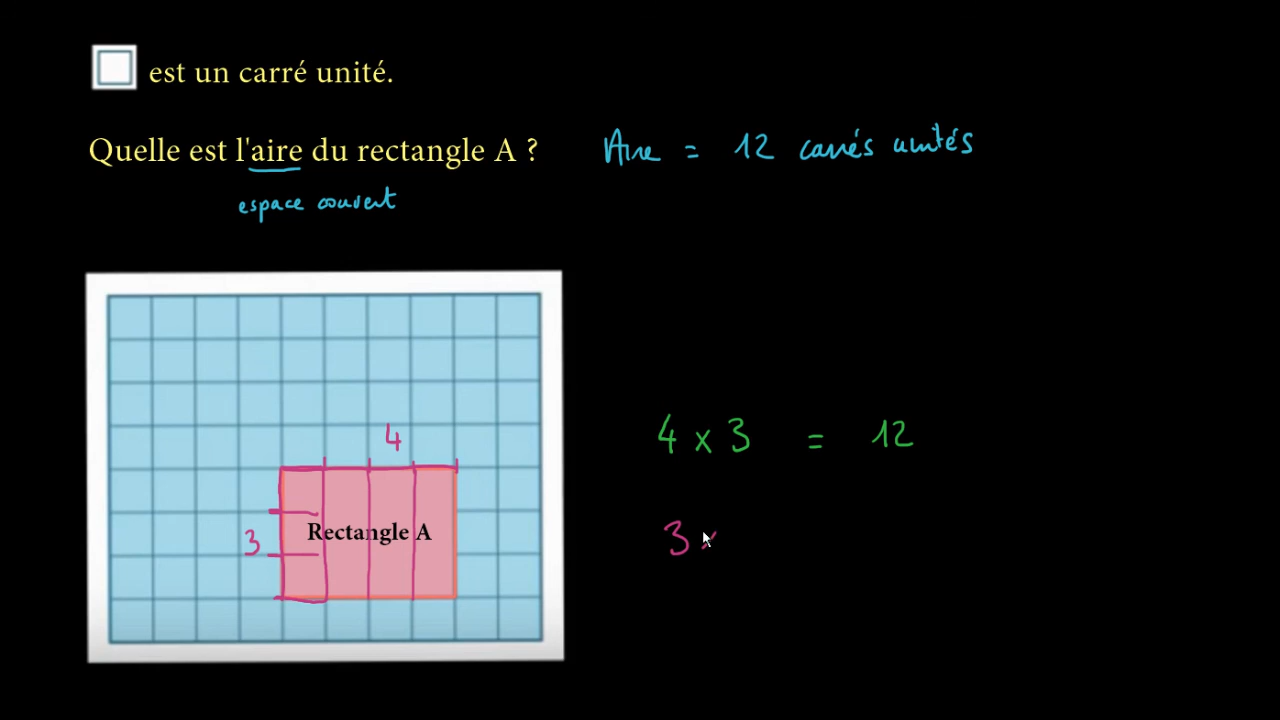 est un carré unité.
Quelle est l'aire du rectangle A ?
Aire = 12 carrés unités
espace couvert
4
3
Rectangle A
4 x 3 = 12
3 x